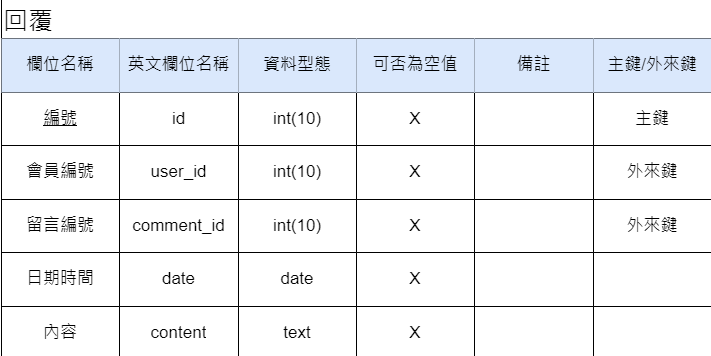 回覆
欄位名稱 英文欄位名稱 資料型態 可否為空值 備註 主鍵/外來鍵
編號 id int(10) X 主鍵
會員編號 user_id int(10) X 外來鍵
留言編號 comment_id int(10) X 外來鍵
日期時間 date date X
內容 content text X